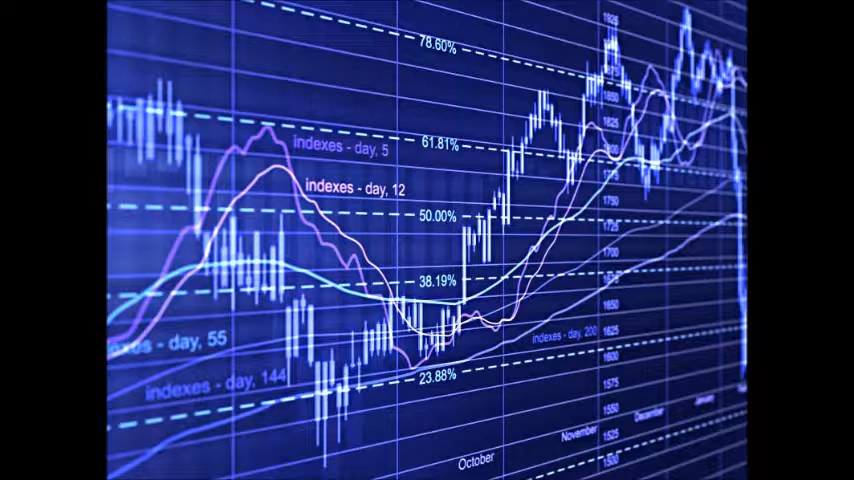 78.60%
61.81%
indexes - day, 5
indexes - day, 12
50.00%
38.19%
indexes - day, 200
indexes - day, 55
indexes - day, 144
23.88%
October
November
December
January
1925
1850
1825
1750
1725
1700
1675
1650
1625
1600
1575
1550
1525
1500